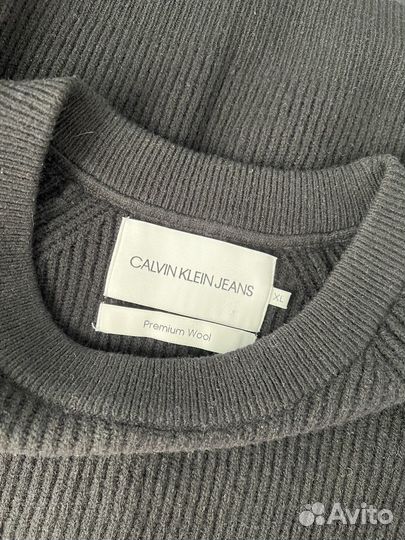 CALVIN KLEIN JEANS
XL
Premium Wool
Avito